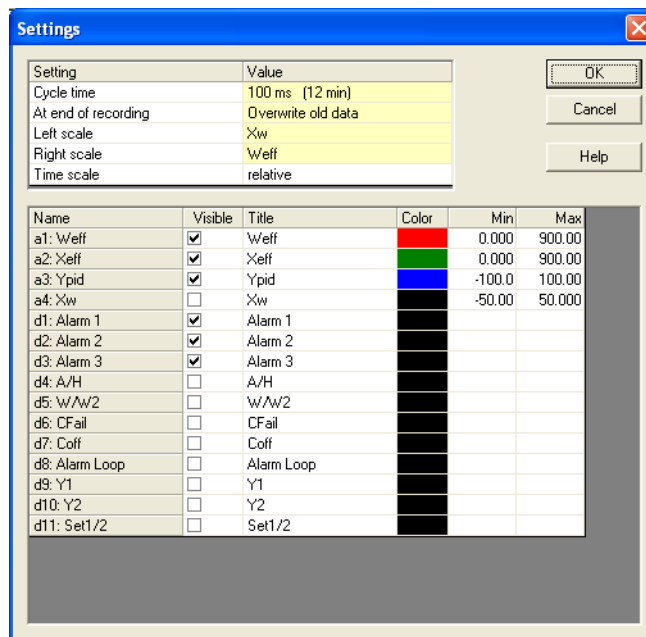 Settings
Setting Value
Cycle time 100 ms (12 min)
At end of recording Overwrite old data
Left scale Xw
Right scale Weff
Time scale relative
OK
Cancel
Help
Name Visible Title Color Min Max
a1: Weff Weff 0.000 900.00
a2: Xeff Xeff 0.000 900.00
a3: Ypid Ypid -100.0 100.00
a4: Xw Xw -50.00 50.000
d1: Alarm 1 Alarm 1
d2: Alarm 2 Alarm 2
d3: Alarm 3 Alarm 3
d4: A/H A/H
d5: W/W2 W/W2
d6: CFail CFail
d7: Coff Coff
d8: Alarm Loop Alarm Loop
d9: Y1 Y1
d10: Y2 Y2
d11: Set1/2 Set1/2